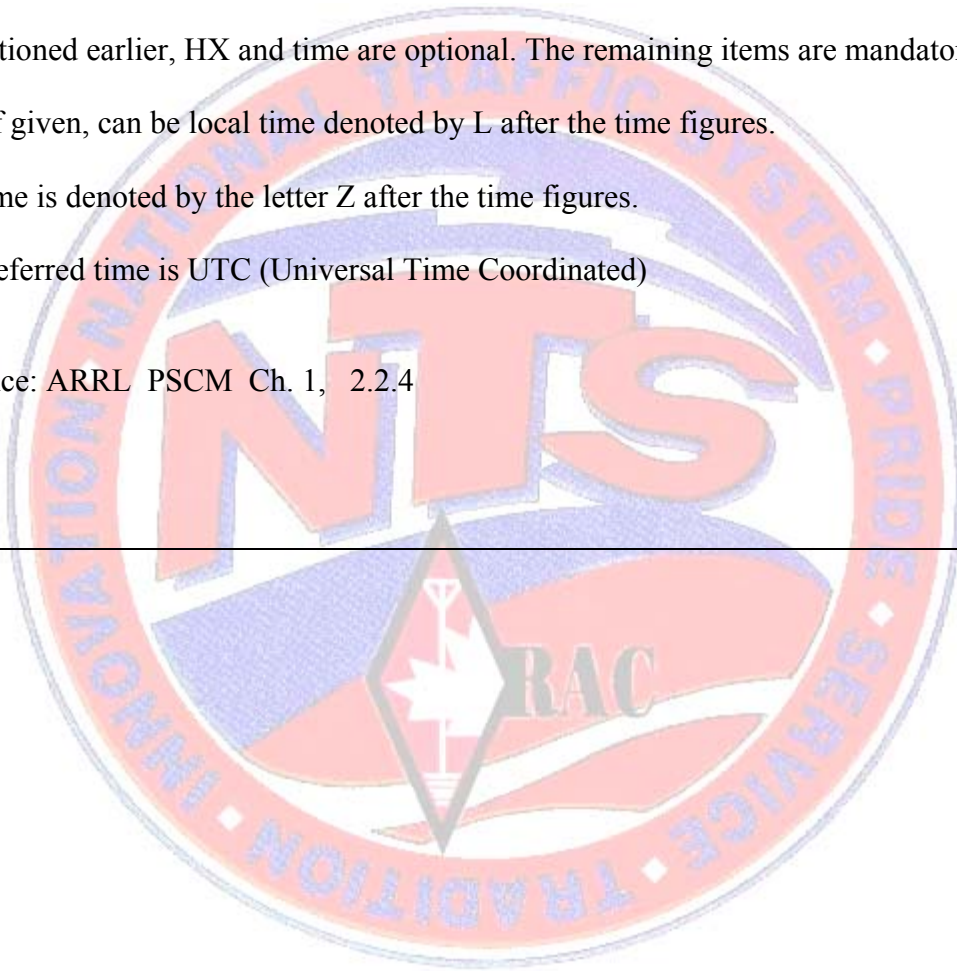 tioned earlier, HX and time are optional. The remaining items are mandator
f given, can be local time denoted by L after the time figures.
me is denoted by the letter Z after the time figures.
eferred time is UTC (Universal Time Coordinated)
ce: ARRL PSCM Ch. 1, 2.2.4
NATIONAL TRAFFIC SYSTEM • PRIDE • SERVICE • TRADITION • INNOVATION •
NTS
RAC